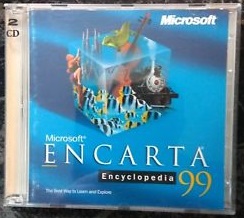 2
CD
Microsoft
Microsoft®
ENCARTA
Encyclopedia 99
The Best Way to Learn and Explore